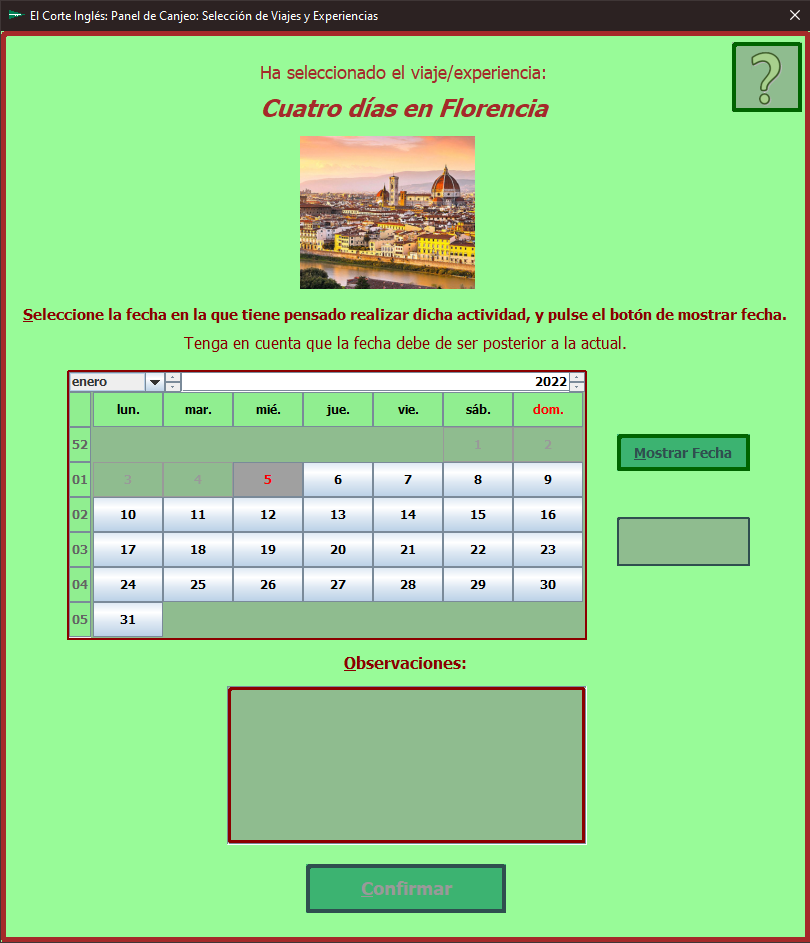 El Corte Inglés: Panel de Canjeo: Selección de Viajes y Experiencias
?
Ha seleccionado el viaje/experiencia:
Cuatro días en Florencia
Seleccione la fecha en la que tiene pensado realizar dicha actividad, y pulse el botón de mostrar fecha.
Tenga en cuenta que la fecha debe de ser posterior a la actual.
enero 2022
lun. mar. mié. jue. vie. sáb. dom.
52 1 2
01 3 4 5 6 7 8 9
02 10 11 12 13 14 15 16
03 17 18 19 20 21 22 23
04 24 25 26 27 28 29 30
05 31
Mostrar Fecha
Observaciones:
Confirmar